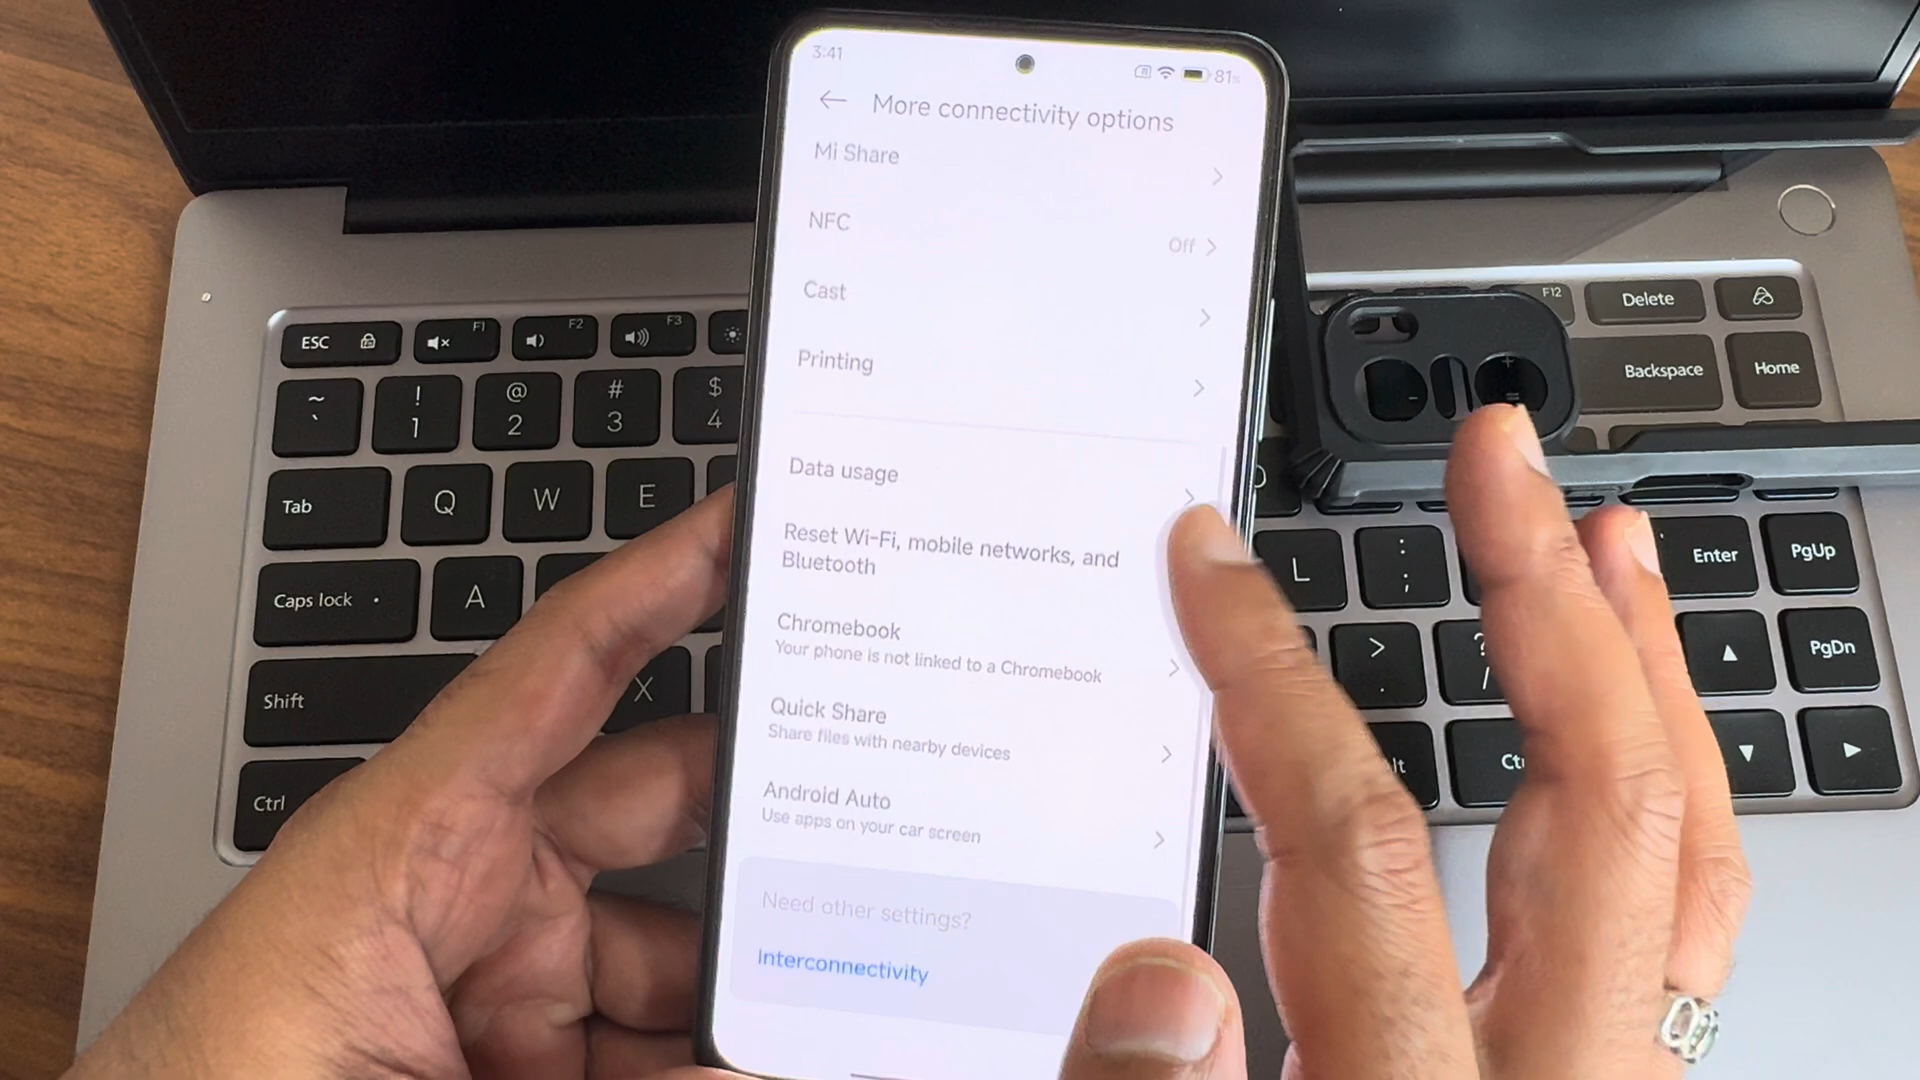 3:41
81%
More connectivity options
Mi Share
NFC
Off
Cast
Printing
Data usage
Reset Wi-Fi, mobile networks, and
Bluetooth
Chromebook
Your phone is not linked to a Chromebook
Quick Share
Share files with nearby devices
Android Auto
Use apps on your car screen
Need other settings?
Interconnectivity
ESC
F1
F2
F3
F12
Delete
~
`
!
1
@
2
#
3
$
4
-
+
=
Backspace
Home
Tab
Q
W
E
Enter
PgUp
Caps lock
A
L
:
;
Shift
X
>
.
?
/
PgDn
Ctrl